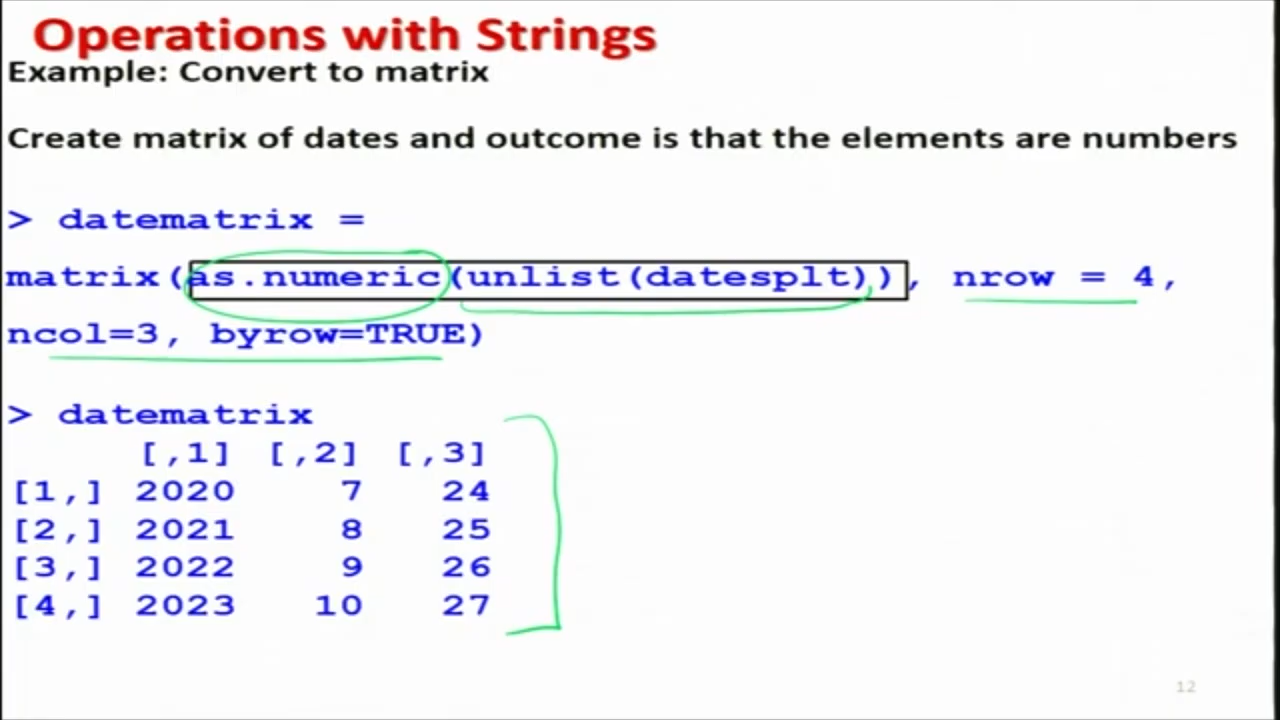 Operations with Strings
Example: Convert to matrix
Create matrix of dates and outcome is that the elements are numbers
> datematrix =
matrix(as.numeric(unlist(datesplt)), nrow = 4,
ncol=3, byrow=TRUE)
> datematrix
[,1] [,2] [,3]
[1,] 2020 7 24
[2,] 2021 8 25
[3,] 2022 9 26
[4,] 2023 10 27
12